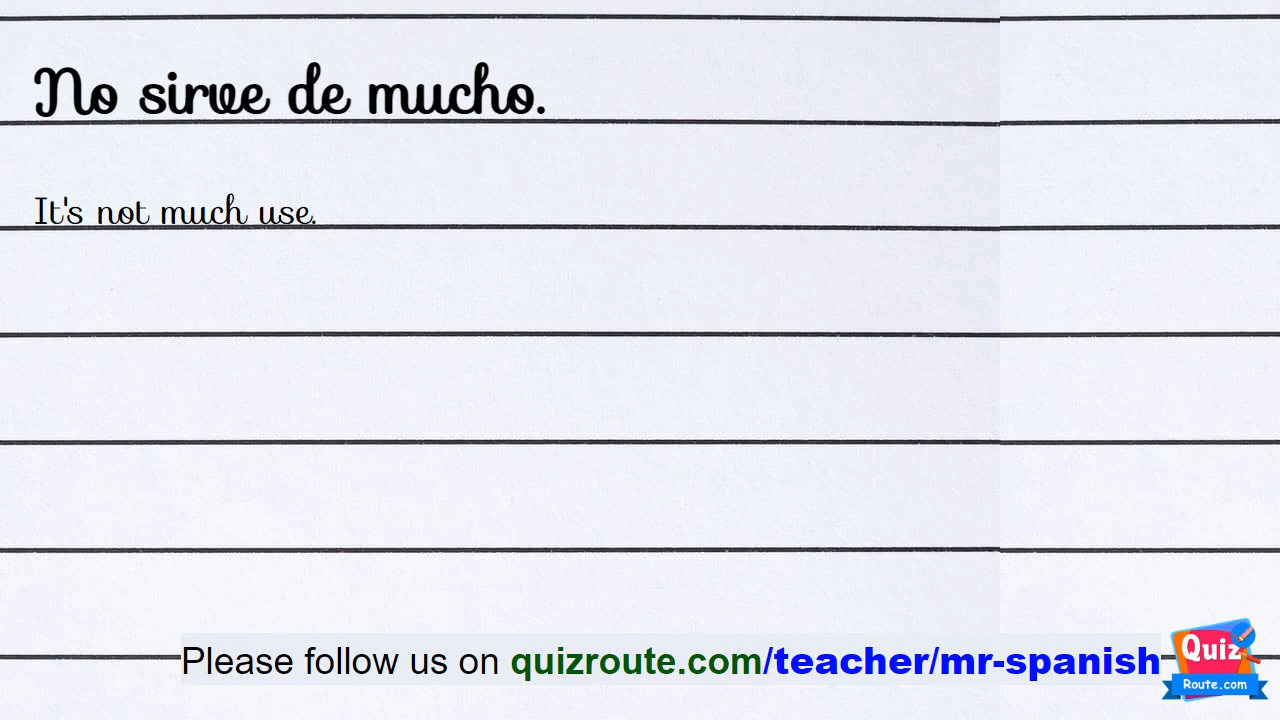 No sirve de mucho.
It's not much use.
Please follow us on quizroute.com/teacher/mr-spanish
Quiz
Route.com